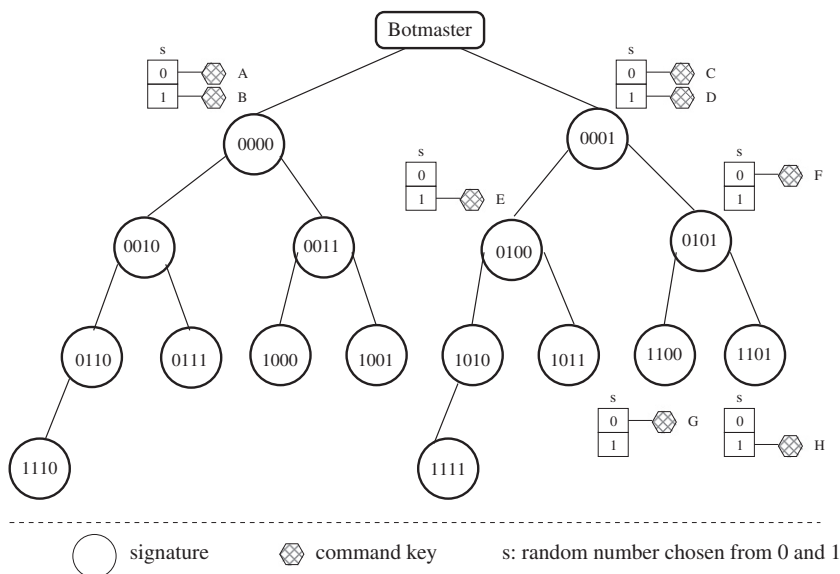 Botmaster
s
0 A
1 B
s
0 C
1 D
0000
0001
s
0
1 E
s
0 F
1
0010
0011
0100
0101
0110
0111
1000
1001
1010
1011
1100
1101
s
0 G
1
s
0
1 H
1110
1111
signature
command key
s: random number chosen from 0 and 1